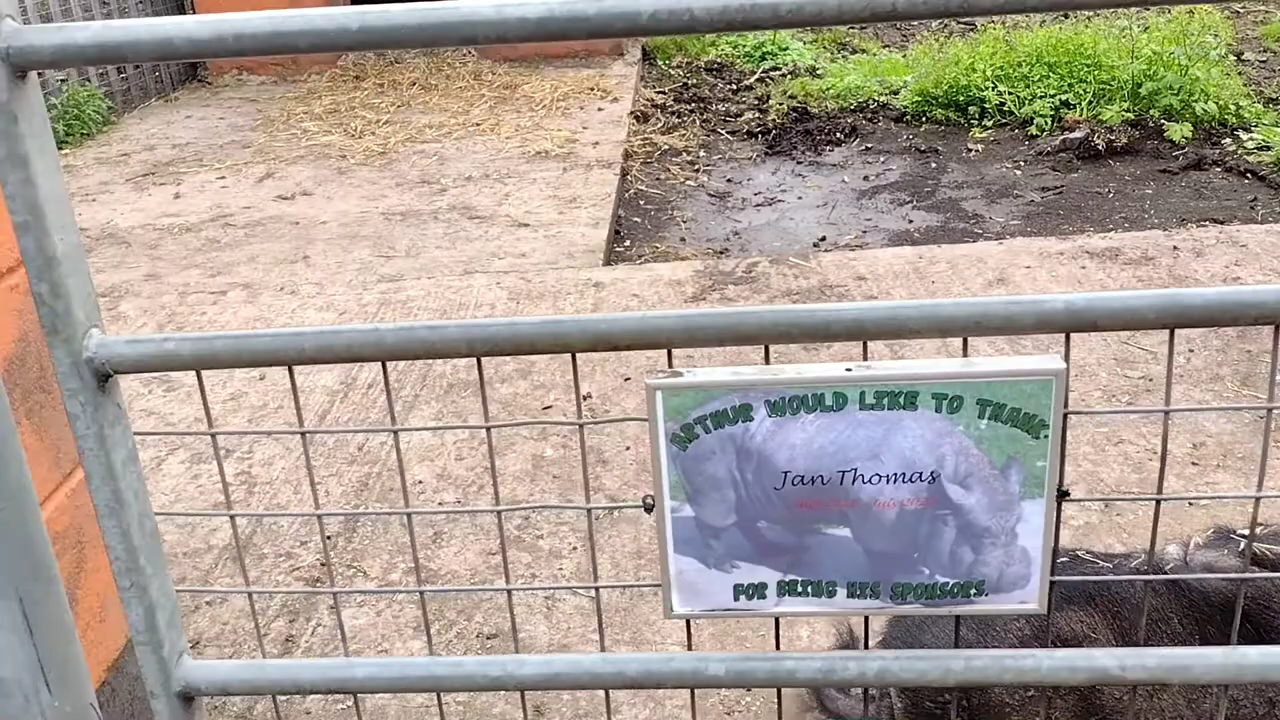 ARTHUR WOULD LIKE TO THANK:
Jan Thomas
FOR BEING HIS SPONSORS.